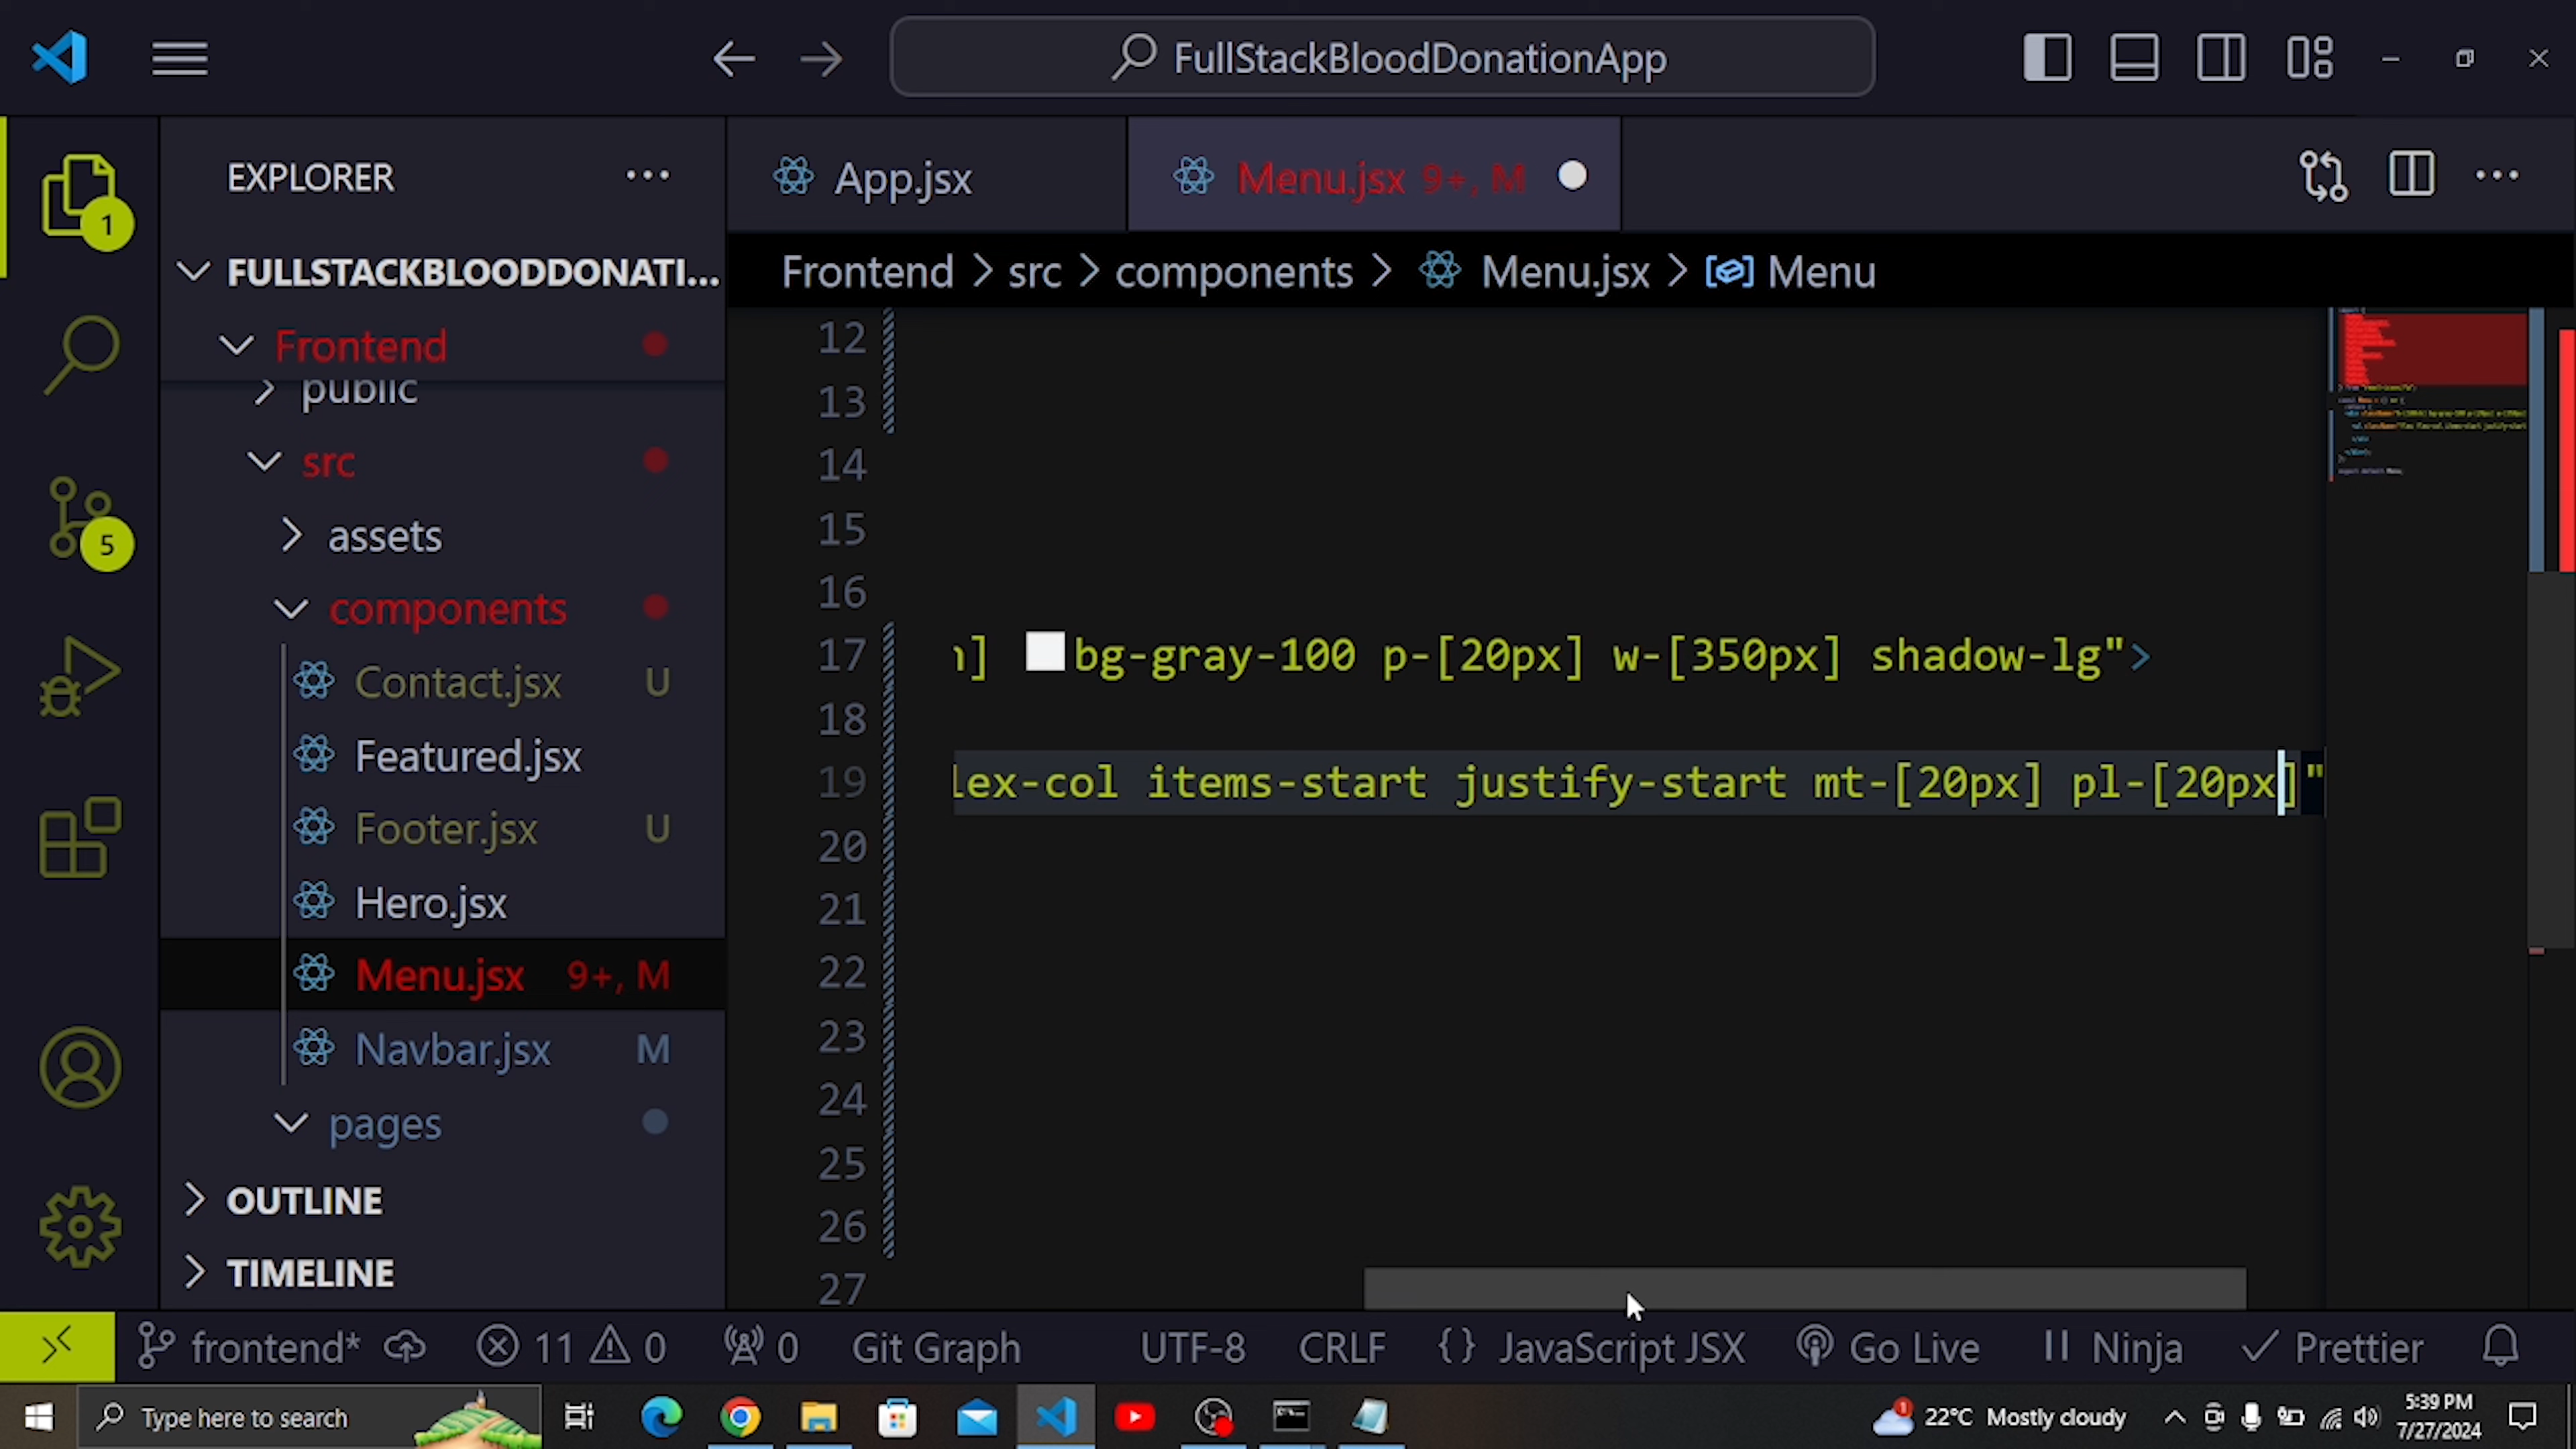 FullStackBloodDonationApp
EXPLORER
App.jsx
Menu.jsx 9+, M
FULLSTACKBLOODDONATI...
Frontend > src > components > Menu.jsx > Menu
Frontend
public
src
assets
components
Contact.jsx U
Featured.jsx
Footer.jsx U
Hero.jsx
Menu.jsx 9+, M
Navbar.jsx M
pages
OUTLINE
TIMELINE
1
5
12
13
14
15
16
17 h] bg-gray-100 p-[20px] w-[350px] shadow-lg">
18
19 lex-col items-start justify-start mt-[20px] pl-[20px]"
20
21
22
23
24
25
26
27
frontend* 11 0 0 Git Graph UTF-8 CRLF {} JavaScript JSX Go Live Ninja Prettier
Type here to search
1
22°C Mostly cloudy
5:39 PM
7/27/2024